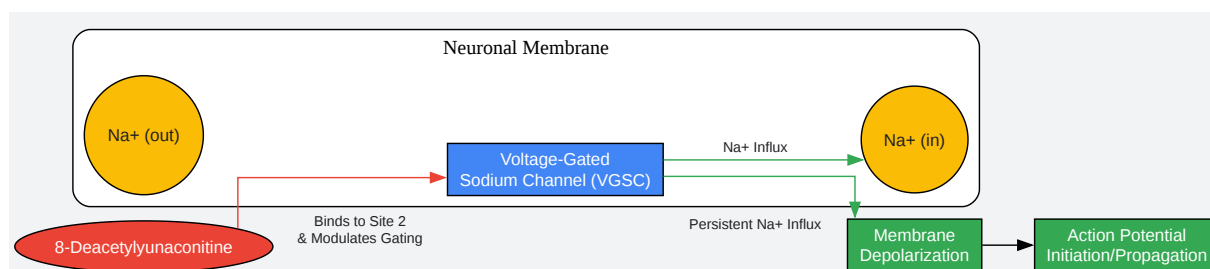 Neuronal Membrane
Na+ (out)
Na+ (in)
Voltage-Gated
Sodium Channel (VGSC)
Na+ Influx
8-Deacetylyunaconitine
Binds to Site 2
& Modulates Gating
Persistent Na+ Influx
Membrane
Depolarization
Action Potential
Initiation/Propagation